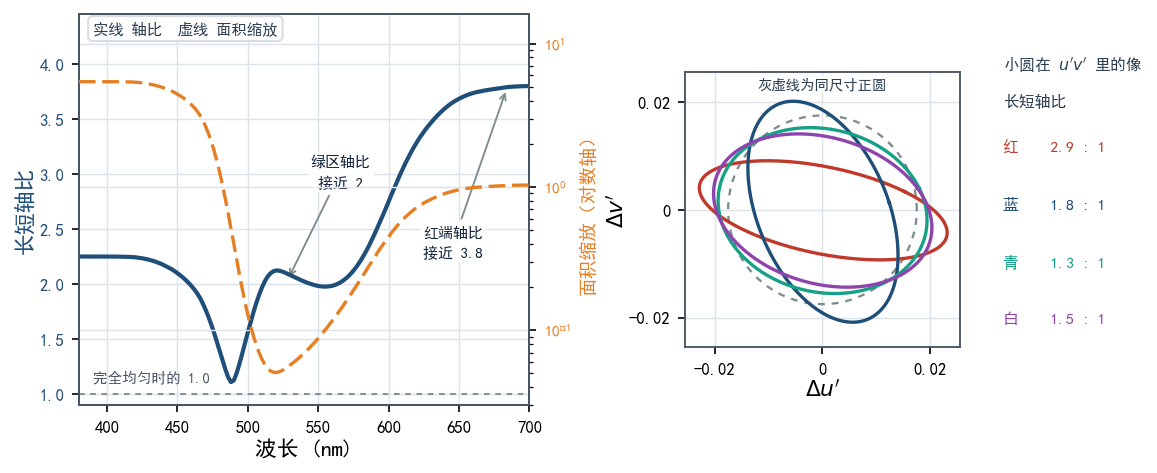 实线 轴比 虚线 面积缩放
长短轴比
4.0
3.5
3.0
2.5
2.0
1.5
1.0
绿区轴比
接近 2
红端轴比
接近 3.8
完全均匀时的 1.0
400
450
500
550
600
650
700
波长 (nm)
10¹
10⁰
10¤1
面积缩放 (对数轴)
灰虚线为同尺寸正圆
Δv′
0.02
0
-0.02
-0.02
0
0.02
Δu′
小圆在 u′v′ 里的像
长短轴比
红 2.9 : 1
蓝 1.8 : 1
青 1.3 : 1
白 1.5 : 1